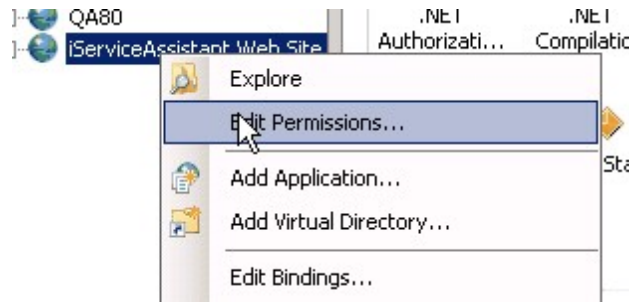 QA80
.NET
.NET
iServiceAssistant Web Site
Authorizati...
Compilatio
Explore
Edit Permissions...
Add Application...
Sta
Add Virtual Directory...
Edit Bindings...